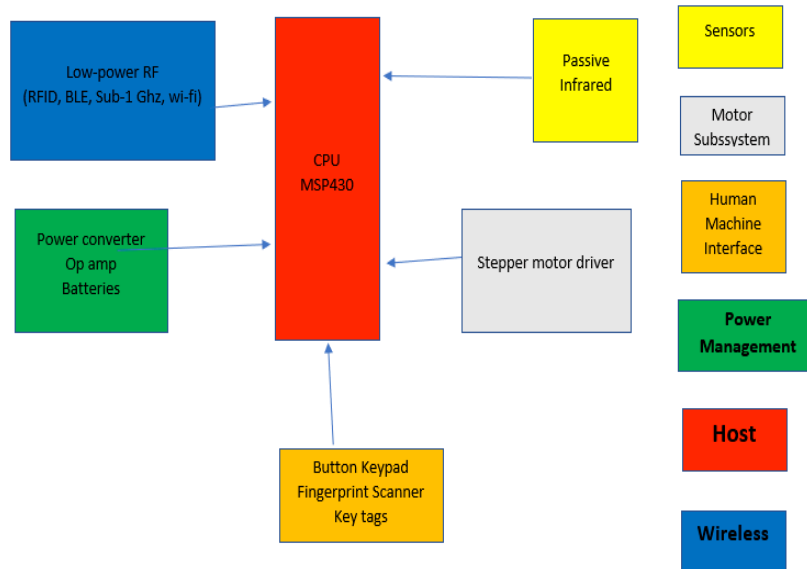 Low-power RF
(RFID, BLE, Sub-1 Ghz, wi-fi)
CPU
MSP430
Passive
Infrared
Power converter
Op amp
Batteries
Stepper motor driver
Button Keypad
Fingerprint Scanner
Key tags
Sensors
Motor
Subssystem
Human
Machine
Interface
Power
Management
Host
Wireless